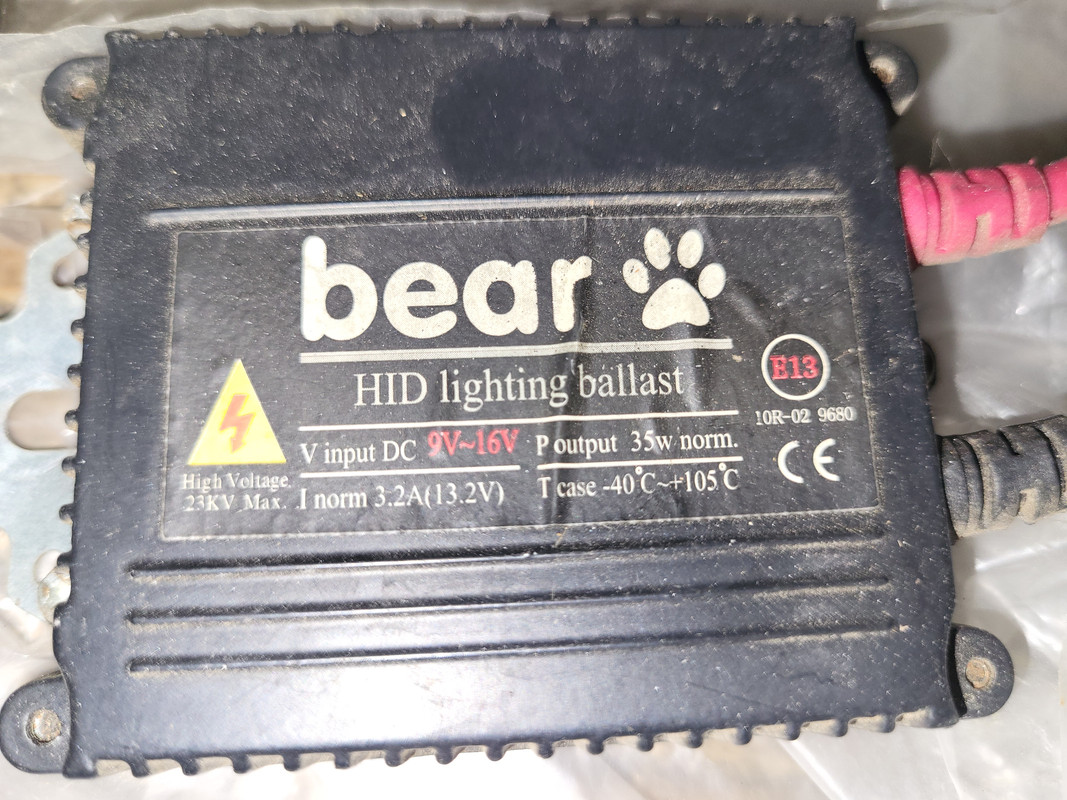 bear
HID lighting ballast
E13
10R-02 9680
V input DC 9V~16V
P output 35w norm.
High Voltage.
23KV Max.
I norm 3.2A(13.2V)
T case -40°C~+105°C
CE